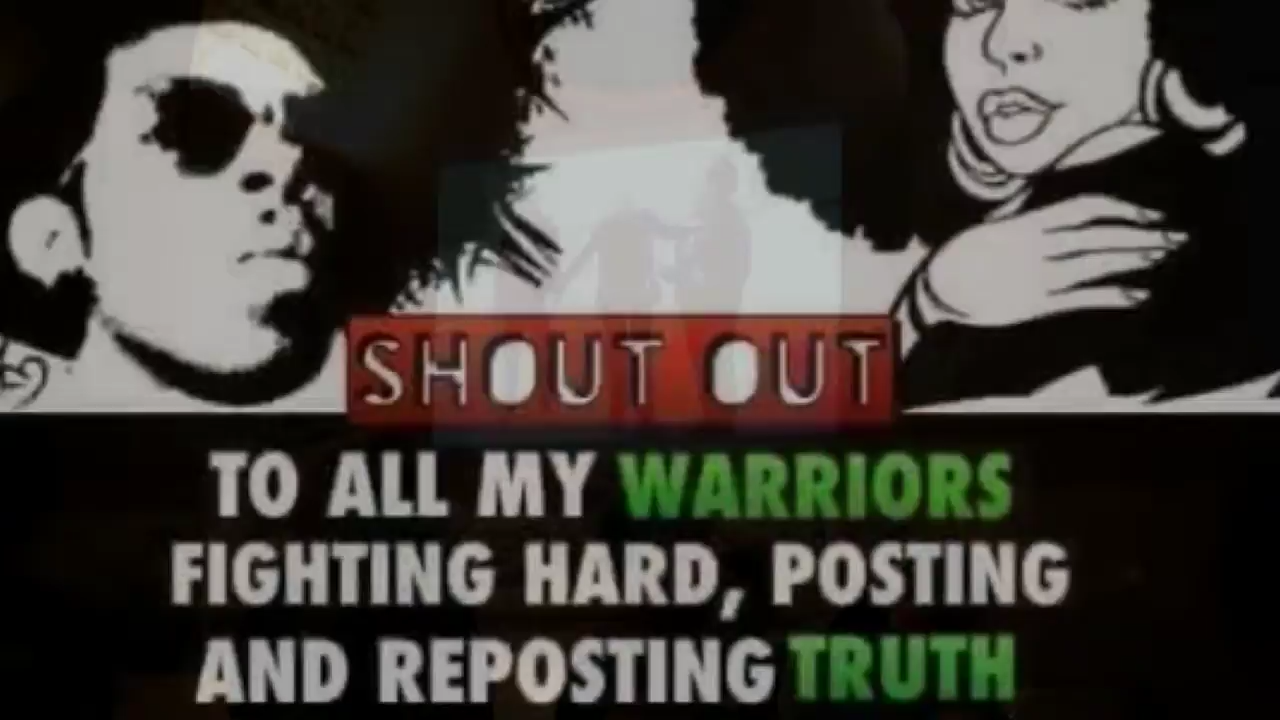 SHOUT OUT
TO ALL MY WARRIORS
FIGHTING HARD, POSTING
AND REPOSTING TRUTH